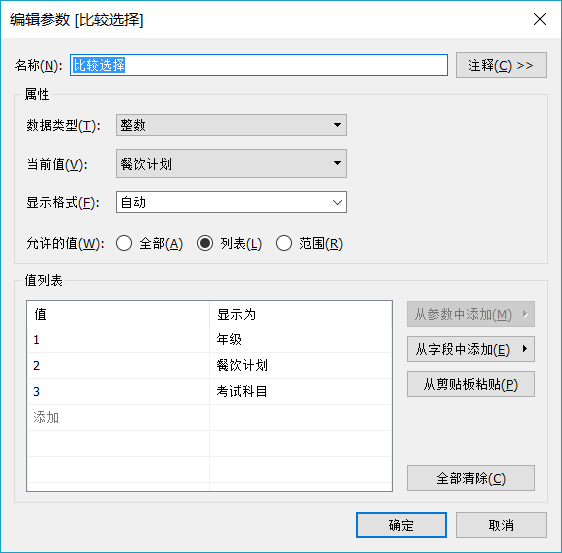 编辑参数 [比较选择]
名称(N): 比较选择 注释(C) >>
属性
数据类型(T): 整数
当前值(V): 餐饮计划
显示格式(F): 自动
允许的值(W): 全部(A) 列表(L) 范围(R)
值列表
值 显示为
1 年级
2 餐饮计划
3 考试科目
添加
从参数中添加(M)
从字段中添加(E)
从剪贴板粘贴(P)
全部清除(C)
确定 取消